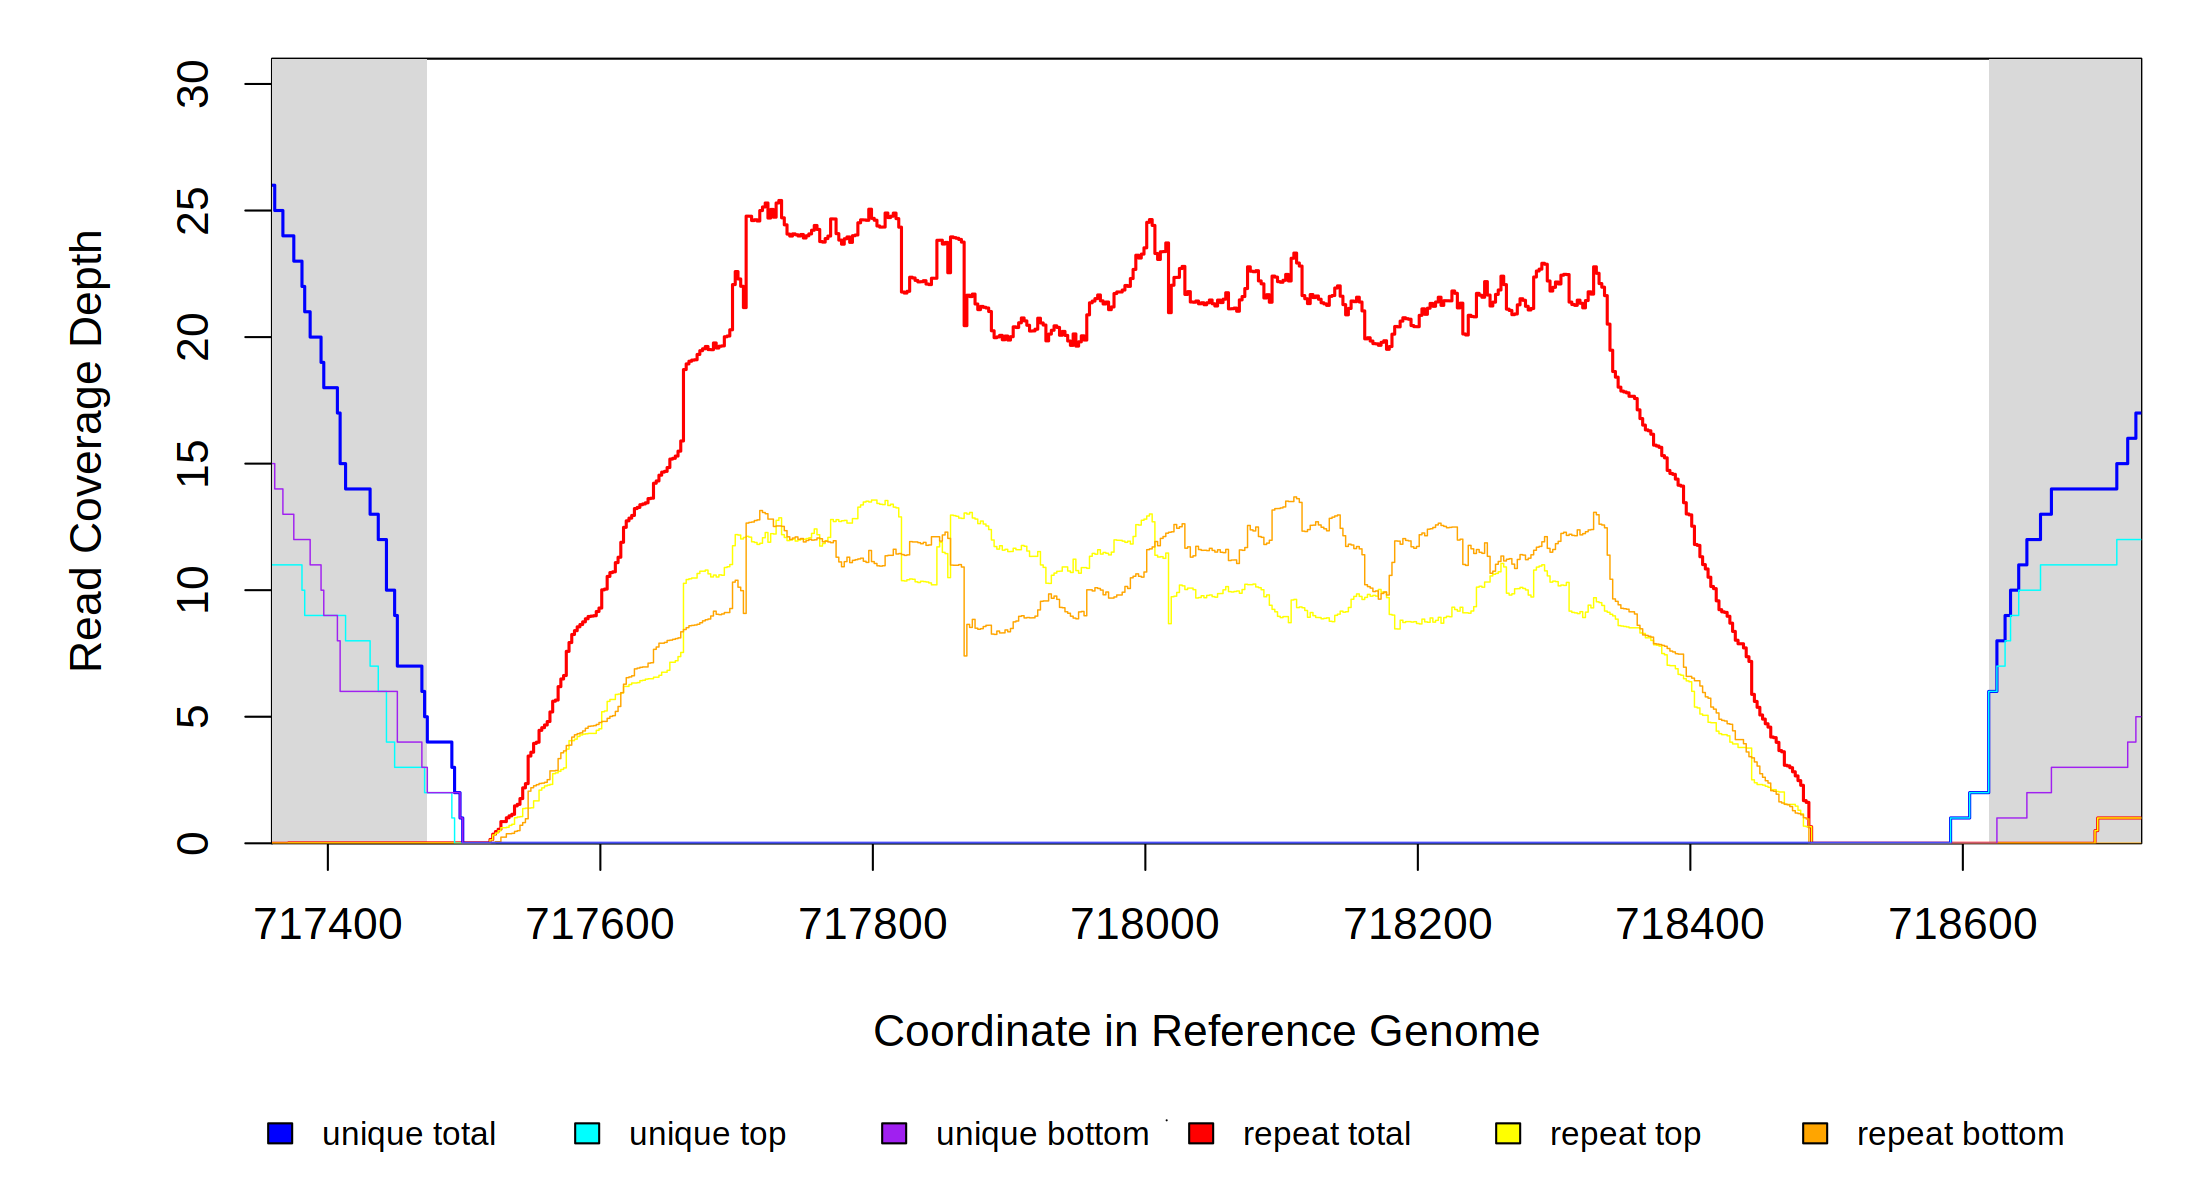 30
25
20
15
10
5
0
Read Coverage Depth
717400 717600 717800 718000 718200 718400 718600
Coordinate in Reference Genome
unique total unique top unique bottom repeat total repeat top repeat bottom